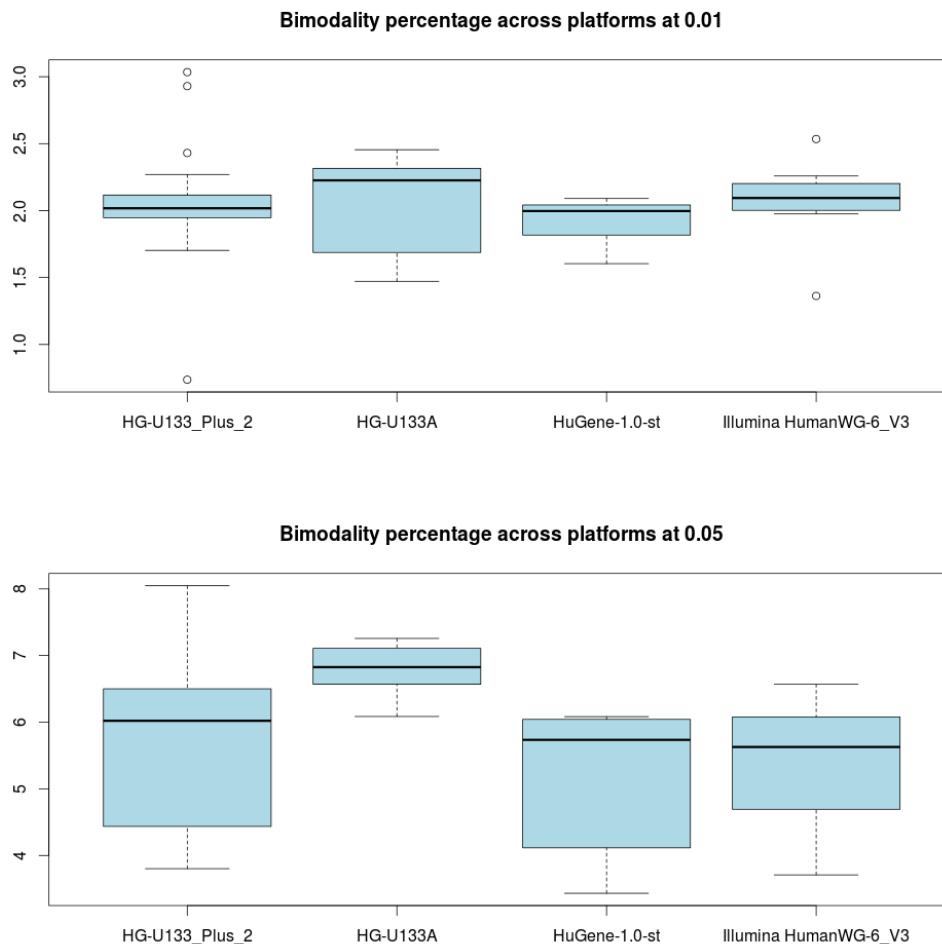 Bimodality percentage across platforms at 0.01
3.0
2.5
2.0
1.5
1.0
HG-U133_Plus_2 HG-U133A HuGene-1.0-st Illumina HumanWG-6_V3
Bimodality percentage across platforms at 0.05
8
7
6
5
4
HG-U133_Plus_2 HG-U133A HuGene-1.0-st Illumina HumanWG-6_V3